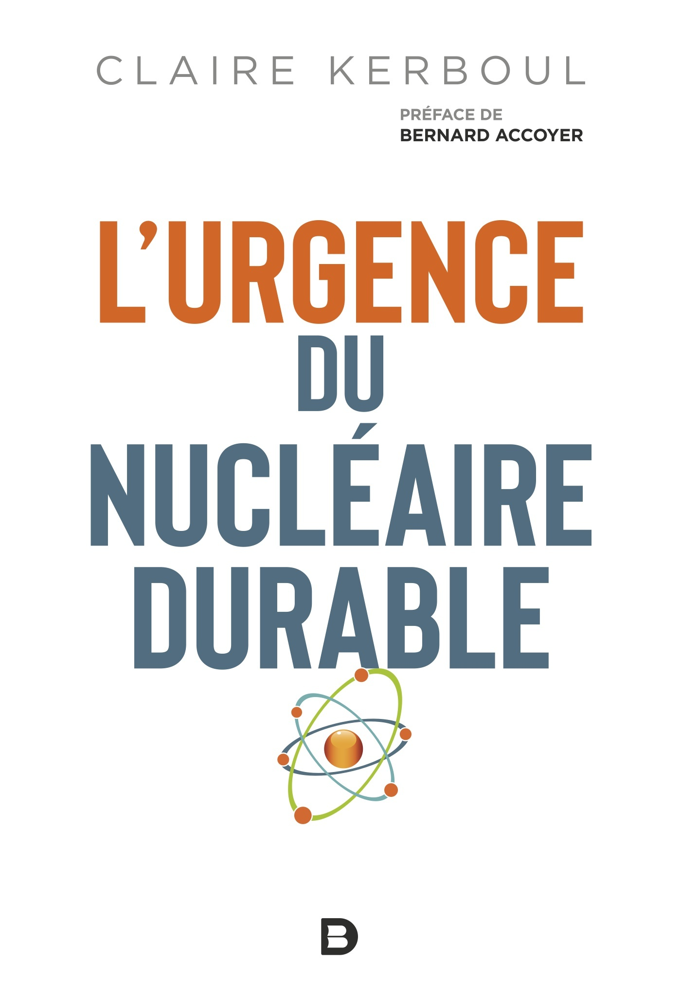 CLAIRE KERBOUL
PRÉFACE DE
BERNARD ACCOYER
L’URGENCE
DU
NUCLÉAIRE
DURABLE